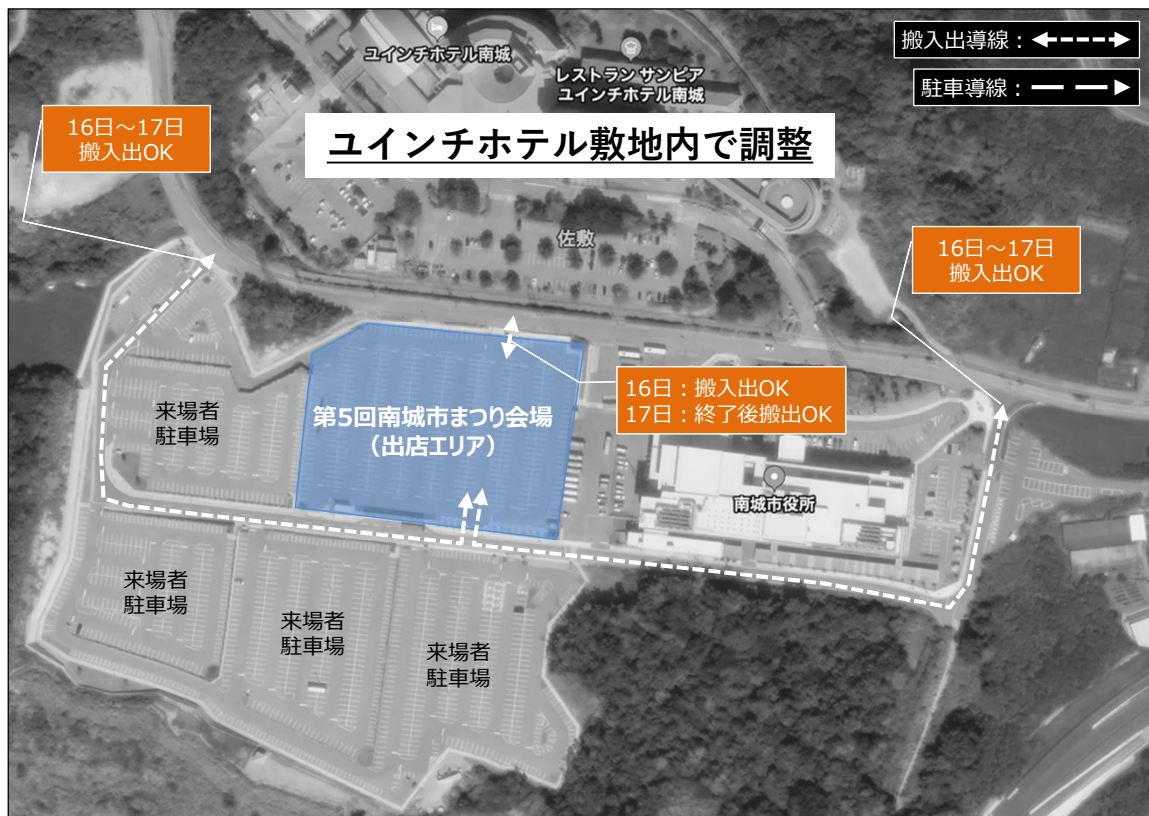 ユインチホテル南城
レストラン サンピア
ユインチホテル南城
搬入出導線：
駐車導線：
16日～17日
搬入出OK
ユインチホテル敷地内で調整
佐敷
16日～17日
搬入出OK
16日：搬入出OK
17日：終了後搬出OK
来場者
駐車場
第5回南城市まつり会場
（出店エリア）
南城市役所
来場者
駐車場
来場者
駐車場
来場者
駐車場